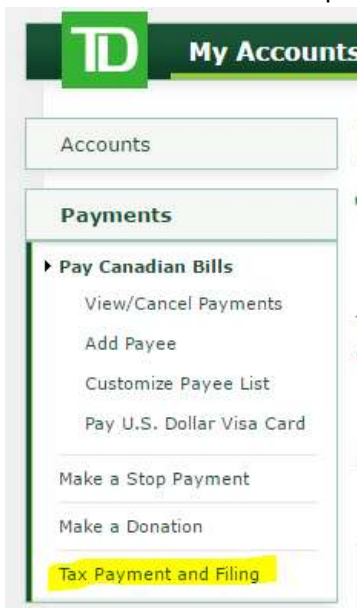 TD
My Accounts
Accounts
Payments
Pay Canadian Bills
View/Cancel Payments
Add Payee
Customize Payee List
Pay U.S. Dollar Visa Card
Make a Stop Payment
Make a Donation
Tax Payment and Filing